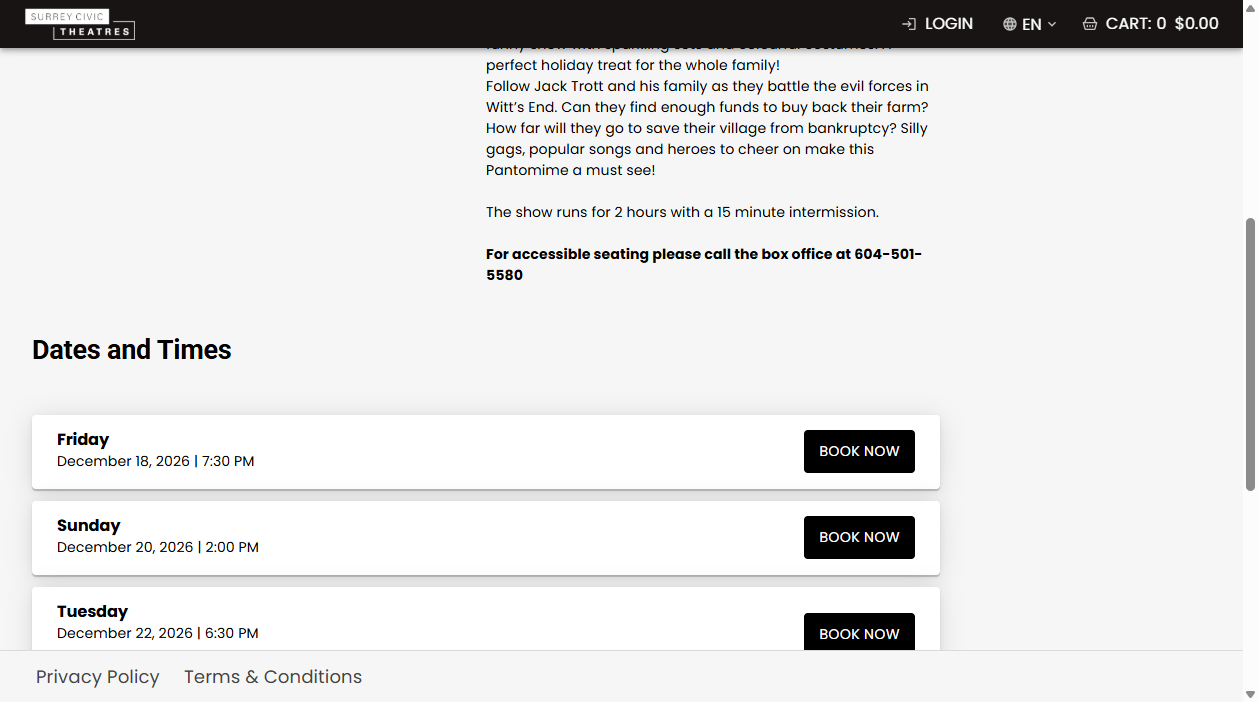 SURREY CIVIC
THEATRES
LOGIN
EN
CART: 0 $0.00
perfect holiday treat for the whole family!
Follow Jack Trott and his family as they battle the evil forces in
Witt’s End. Can they find enough funds to buy back their farm?
How far will they go to save their village from bankruptcy? Silly
gags, popular songs and heroes to cheer on make this
Pantomime a must see!
The show runs for 2 hours with a 15 minute intermission.
For accessible seating please call the box office at 604-501-
5580
Dates and Times
Friday
December 18, 2026 | 7:30 PM
BOOK NOW
Sunday
December 20, 2026 | 2:00 PM
BOOK NOW
Tuesday
December 22, 2026 | 6:30 PM
BOOK NOW
Privacy Policy
Terms & Conditions